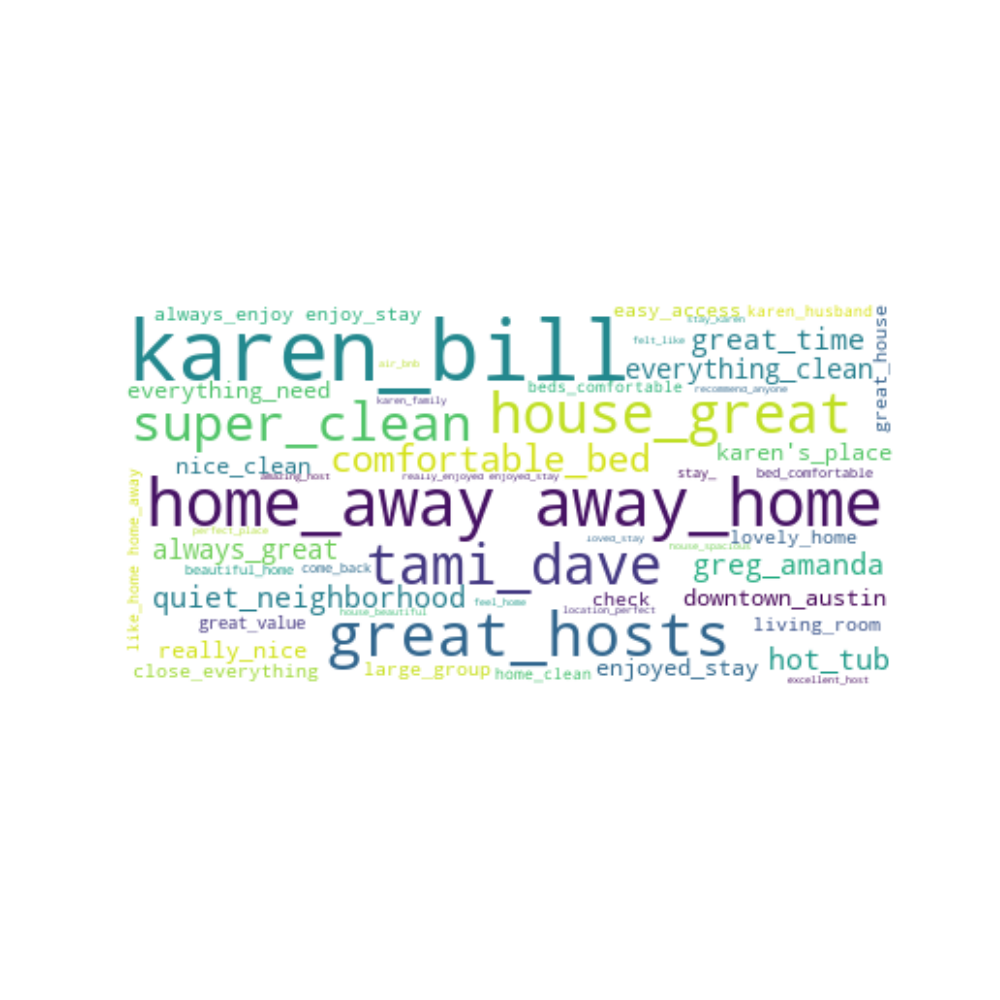 always_enjoy enjoy_stay
easy_access
karen_husband
karen_bill
stay_karen
great_house
felt_like
great_time
air_bnb
everything_clean
everything_need
beds_comfortable
recommend_anyone
karen_family
super_clean
house_great
comfortable_bed
karen's_place
nice_clean
amazing_host
really_enjoyed enjoyed_stay
stay_
bed_comfortable
like_home home_away
home_away away_home
perfect_place
loved_stay
lovely_home
always_great
house_spacious
beautiful_home
come_back
tami_dave
greg_amanda
quiet_neighborhood
feel_home
check
downtown_austin
house_beautiful
location_perfect
great_value
great_hosts
living_room
really_nice
hot_tub
close_everything
large_group
home_clean
enjoyed_stay
excellent_host